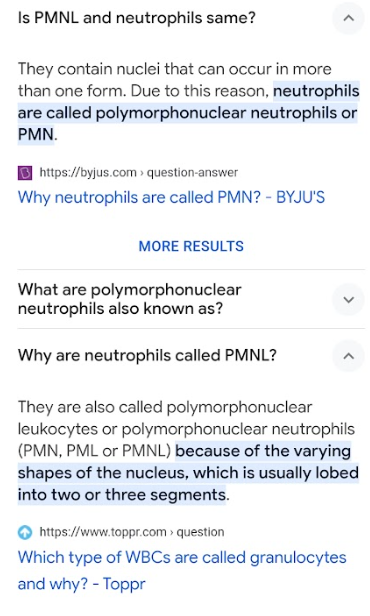 Is PMNL and neutrophils same?
They contain nuclei that can occur in more
than one form. Due to this reason, neutrophils
are called polymorphonuclear neutrophils or
PMN.
https://byjus.com › question-answer
Why neutrophils are called PMN? - BYJU'S
MORE RESULTS
What are polymorphonuclear
neutrophils also known as?
Why are neutrophils called PMNL?
They are also called polymorphonuclear
leukocytes or polymorphonuclear neutrophils
(PMN, PML or PMNL) because of the varying
shapes of the nucleus, which is usually lobed
into two or three segments.
https://www.toppr.com › question
Which type of WBCs are called granulocytes
and why? - Toppr